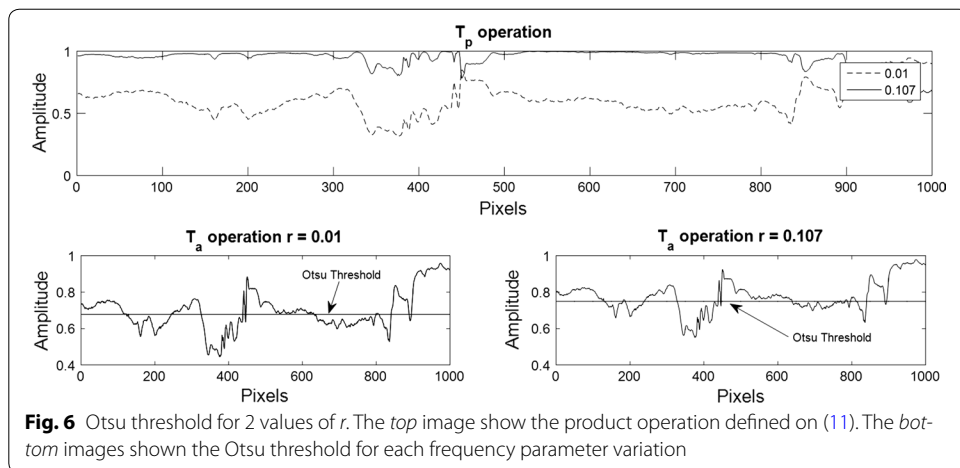 T_p operation
1
0.5
0
Amplitude
0.01
0.107
0 100 200 300 400 500 600 700 800 900 1000
Pixels
T_a operation r = 0.01
1
0.8
0.6
0.4
Amplitude
Otsu Threshold
0 200 400 600 800 1000
Pixels
T_a operation r = 0.107
1
0.8
0.6
0.4
Amplitude
Otsu Threshold
0 200 400 600 800 1000
Pixels
Fig. 6 Otsu threshold for 2 values of r. The top image show the product operation defined on (11). The bot-
tom images shown the Otsu threshold for each frequency parameter variation